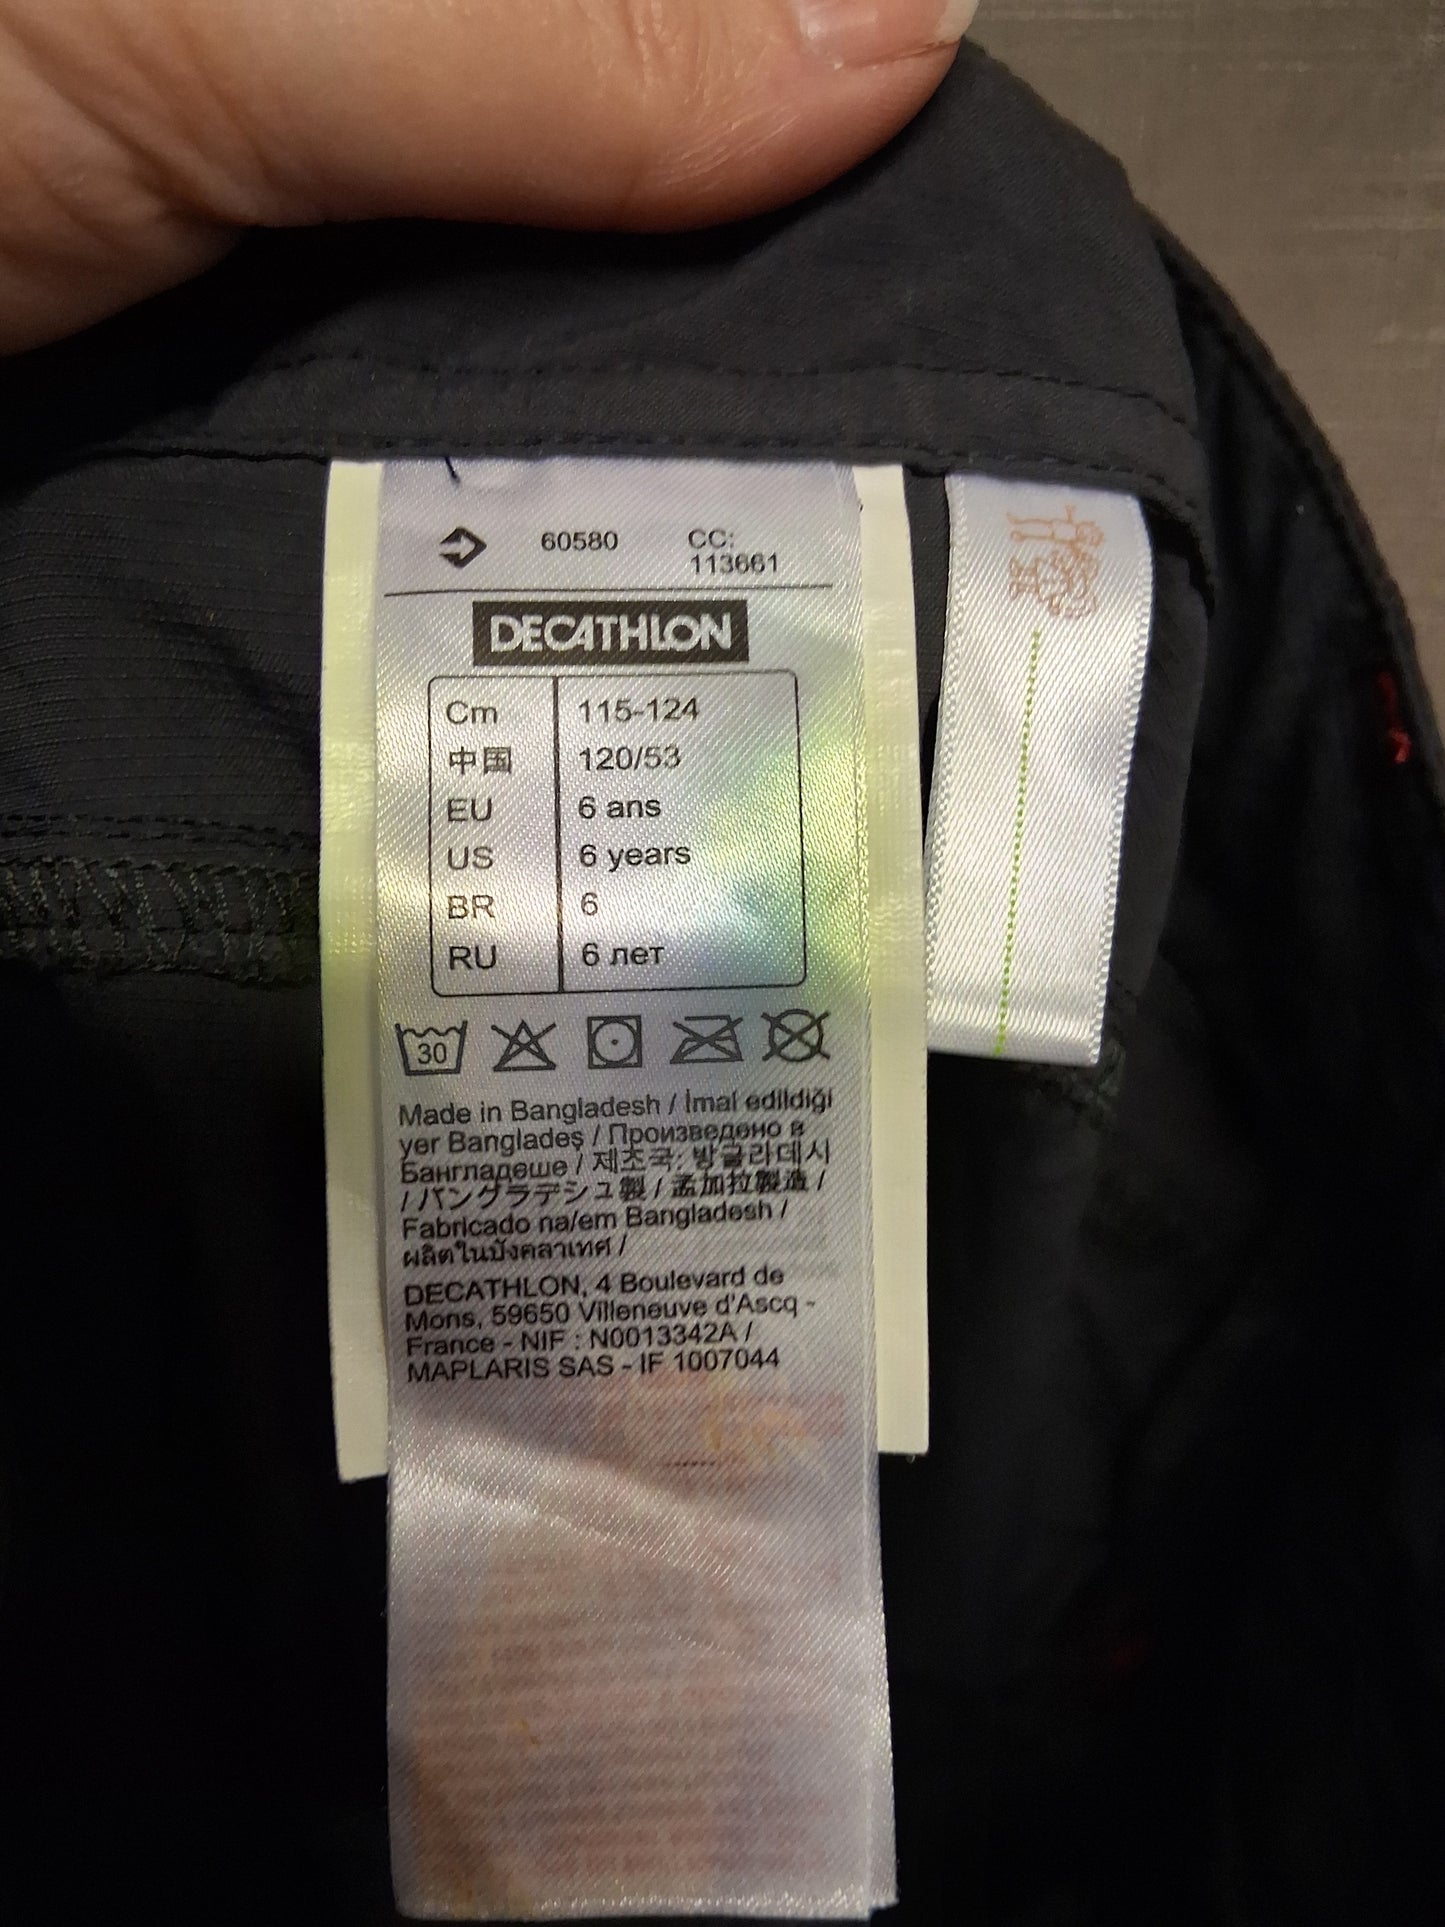 60580 CC:
113661
DECATHLON
Cm 115-124
中国 120/53
EU 6 ans
US 6 years
BR 6
RU 6 лет
30
Made in Bangladesh / İmal edildiği
yer Bangladeş / Произведено в
Бангладеше / 제조국: 방글라데시
/ バングラデシュ製 / 孟加拉製造 /
Fabricado na/em Bangladesh /
ผลิตในบังคลาเทศ /
DECATHLON, 4 Boulevard de
Mons, 59650 Villeneuve d'Ascq -
France - NIF : N0013342A /
MAPLARIS SAS - IF 1007044